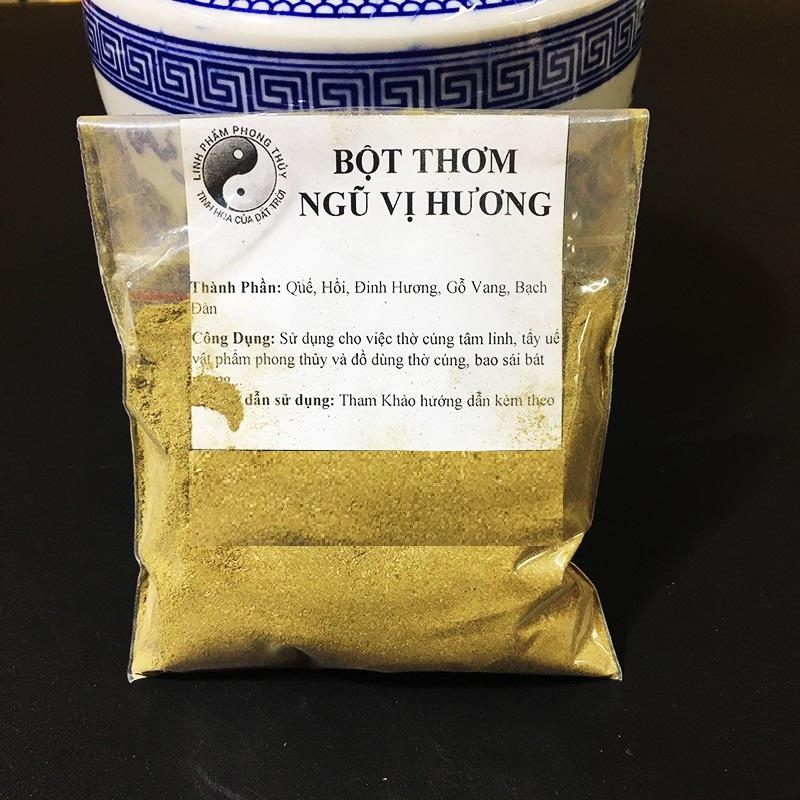 LINH PHẨM PHONG THỦY
TINH HOA CỦA ĐẤT TRỜI
BỘT THƠM
NGŨ VỊ HƯƠNG
Thành Phần: Quế, Hồi, Đinh Hương, Gỗ Vang, Bạch
Đàn
Công Dụng: Sử dụng cho việc thờ cúng tâm linh, tẩy uế
vật phẩm phong thủy và đồ dùng thờ cúng, bao sái bát
dẫn sử dụng: Tham Khảo hướng dẫn kèm theo